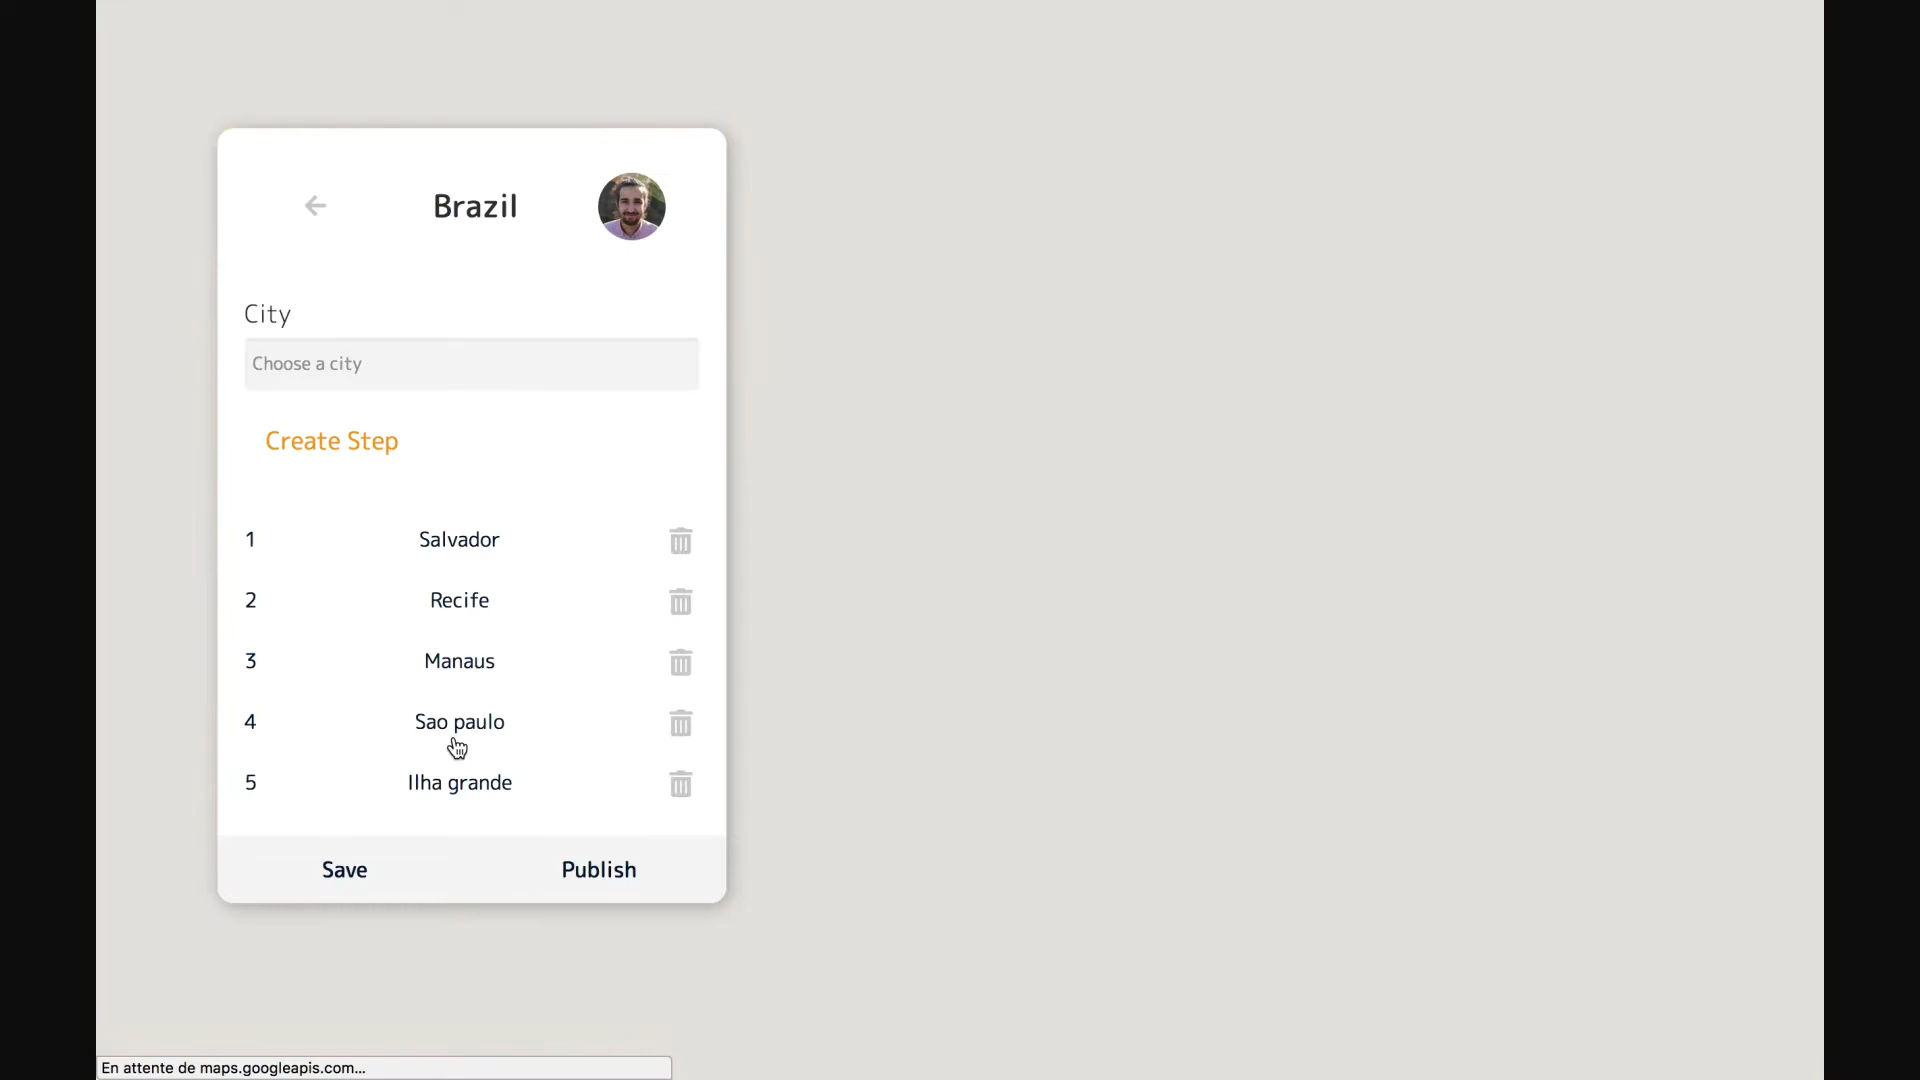 Brazil
City
Choose a city
Create Step
1 Salvador
2 Recife
3 Manaus
4 Sao paulo
5 Ilha grande
Save Publish
En attente de maps.googleapis.com...